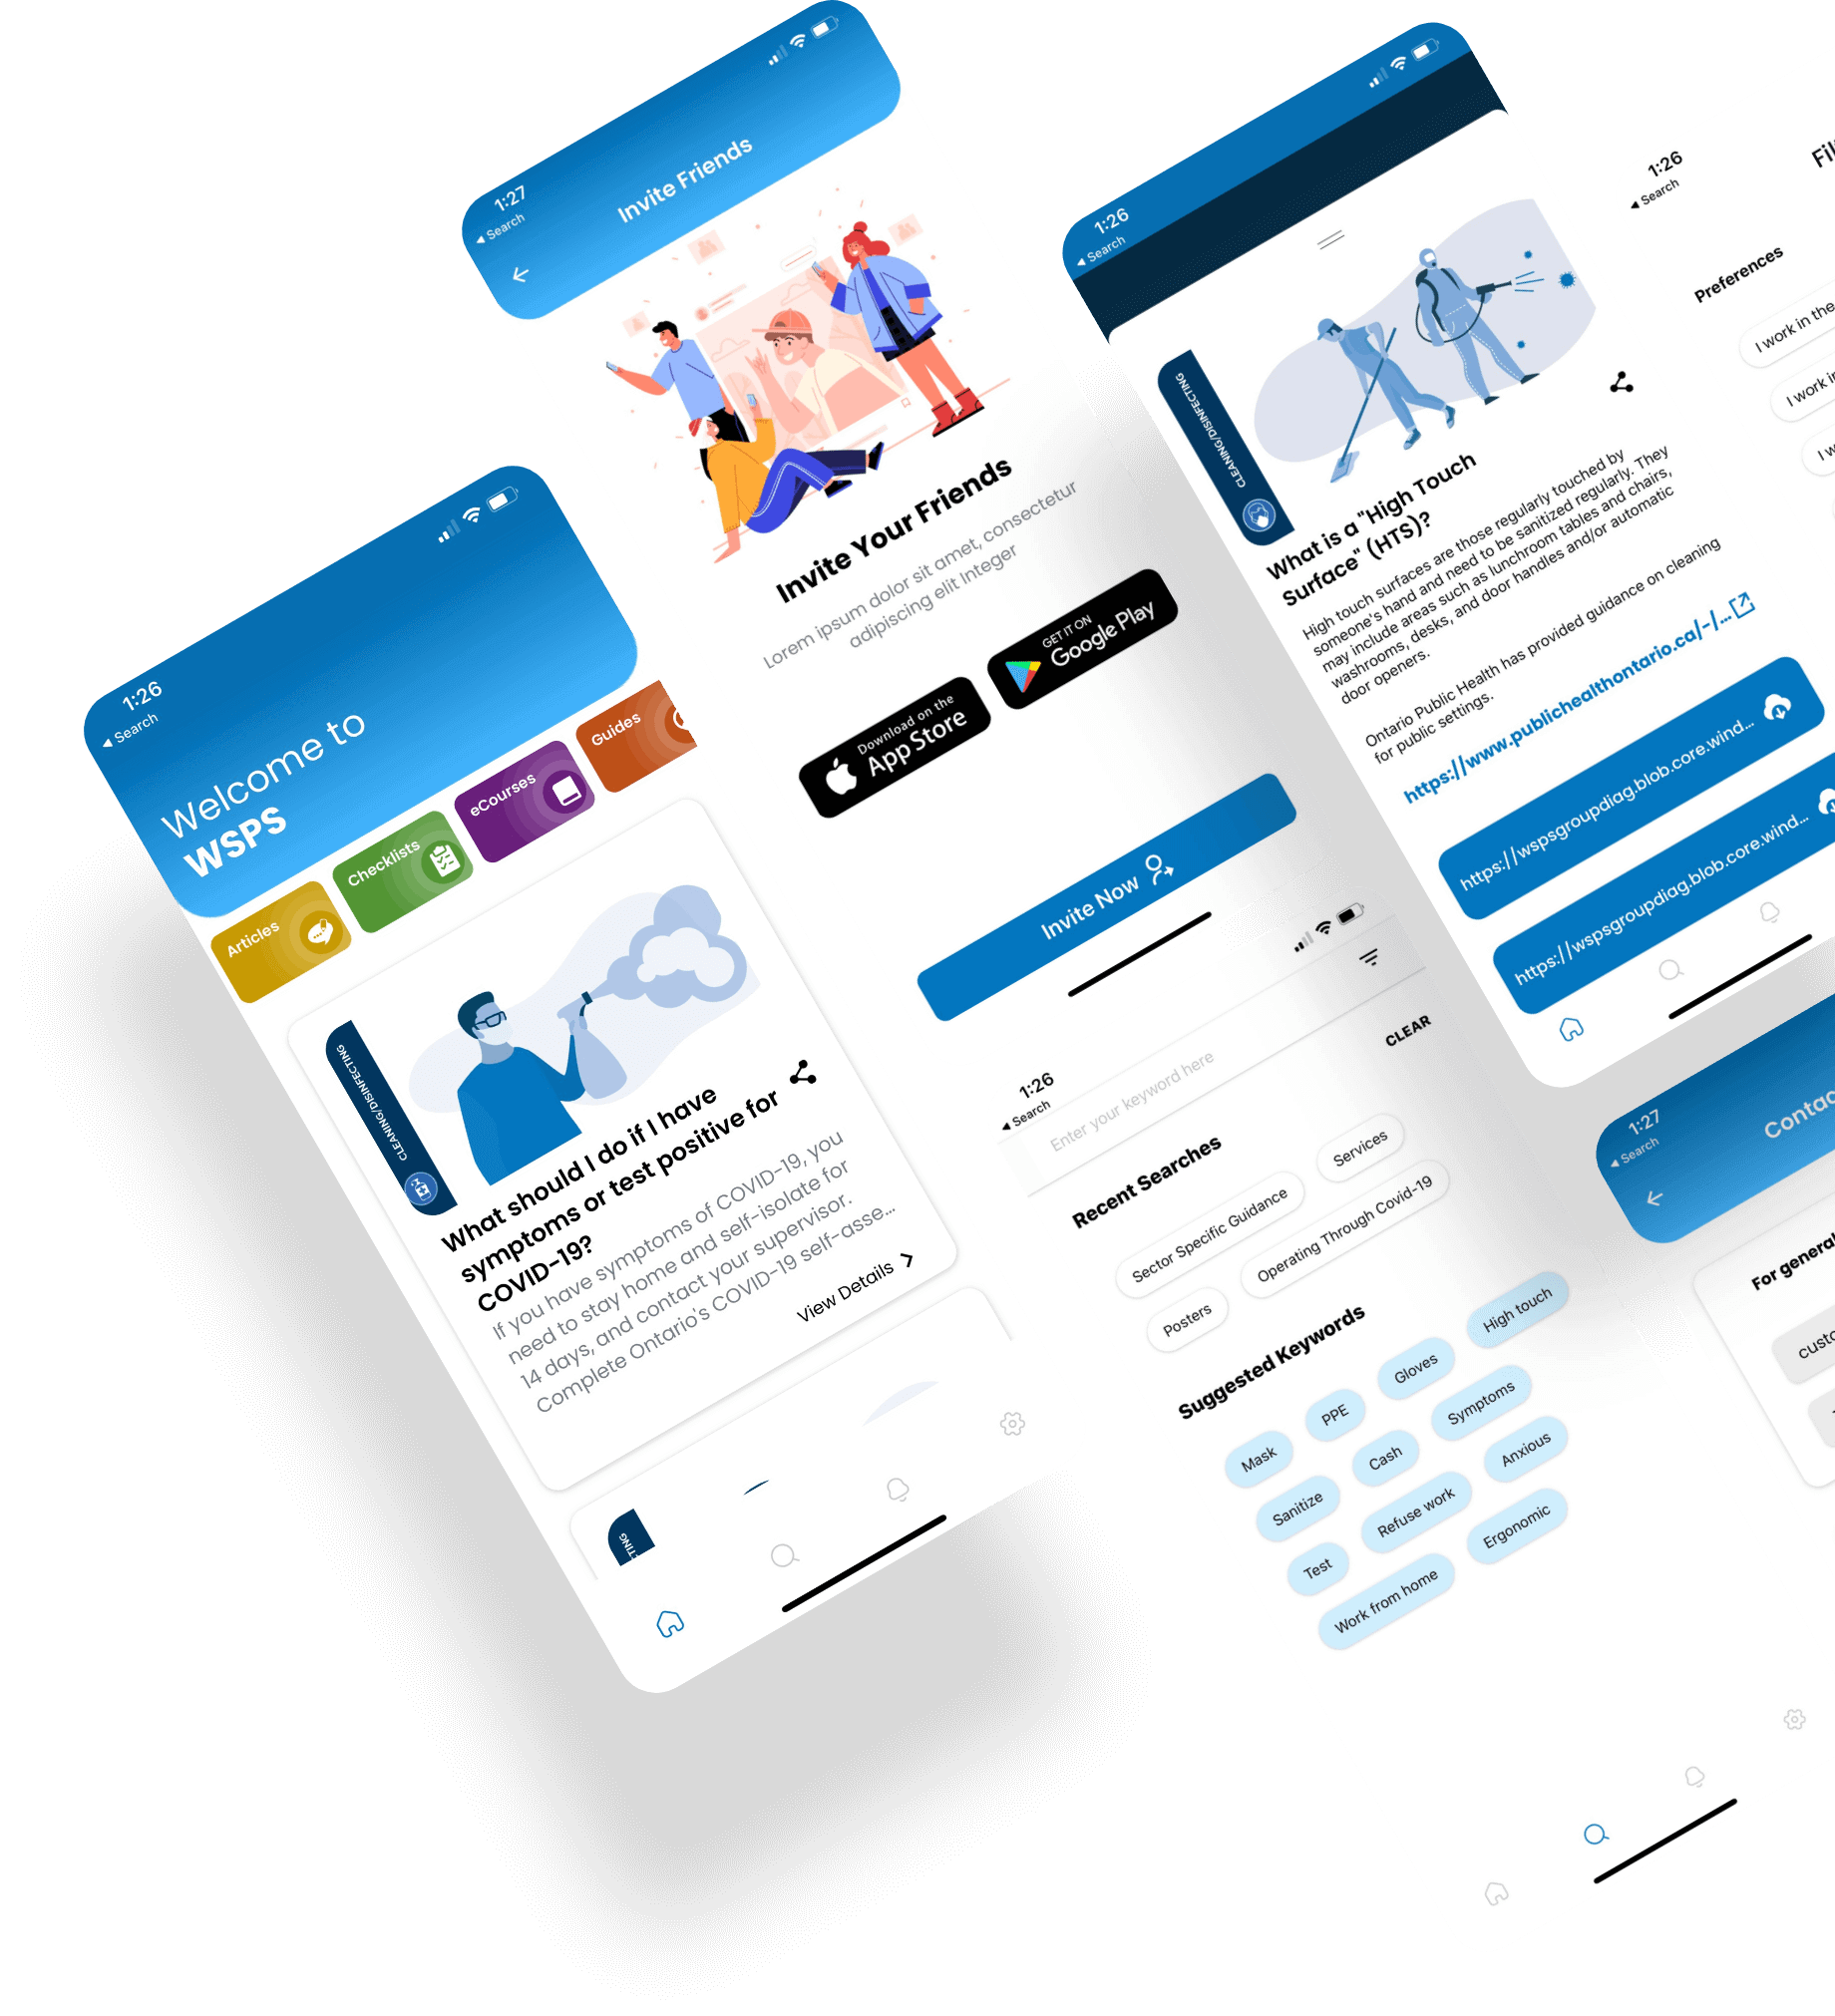 1:27
Search
Invite Friends
Invite Your Friends
Lorem ipsum dolor sit amet, consectetur
adipiscing elit Integer
Download on the
App Store
GET IT ON
Google Play
Invite Now
1:26
Search
Welcome to
WSPS
Articles
Checklists
eCourses
Guides
CLEANING/DISINFECTING
What should I do if I have
symptoms or test positive for
COVID-19?
If you have symptoms of COVID-19, you
need to stay home and self-isolate for
14 days, and contact your supervisor.
Complete Ontario's COVID-19 self-asse...
View Details
TING
1:26
Search
CLEANING/DISINFECTING
What is a "High Touch
Surface" (HTS)?
High touch surfaces are those regularly touched by
someone's hand and need to be sanitized regularly. They
may include areas such as lunchroom tables and chairs,
washrooms, desks, and door handles and/or automatic
door openers.
Ontario Public Health has provided guidance on cleaning
for public settings.
https://www.publichealthontario.ca/-/...
https://wspsgroupdiag.blob.core.wind...
https://wspsgroupdiag.blob.core.wind...
1:26
Search
Enter your keyword here
CLEAR
Recent Searches
Sector Specific Guidance
Services
Posters
Operating Through Covid-19
Suggested Keywords
Mask
PPE
Gloves
High touch
Sanitize
Cash
Symptoms
Test
Refuse work
Anxious
Work from home
Ergonomic
1:26
Search
Fil
Preferences
I work in the
I work in
I w
1:27
Search
Contac
For general
custo